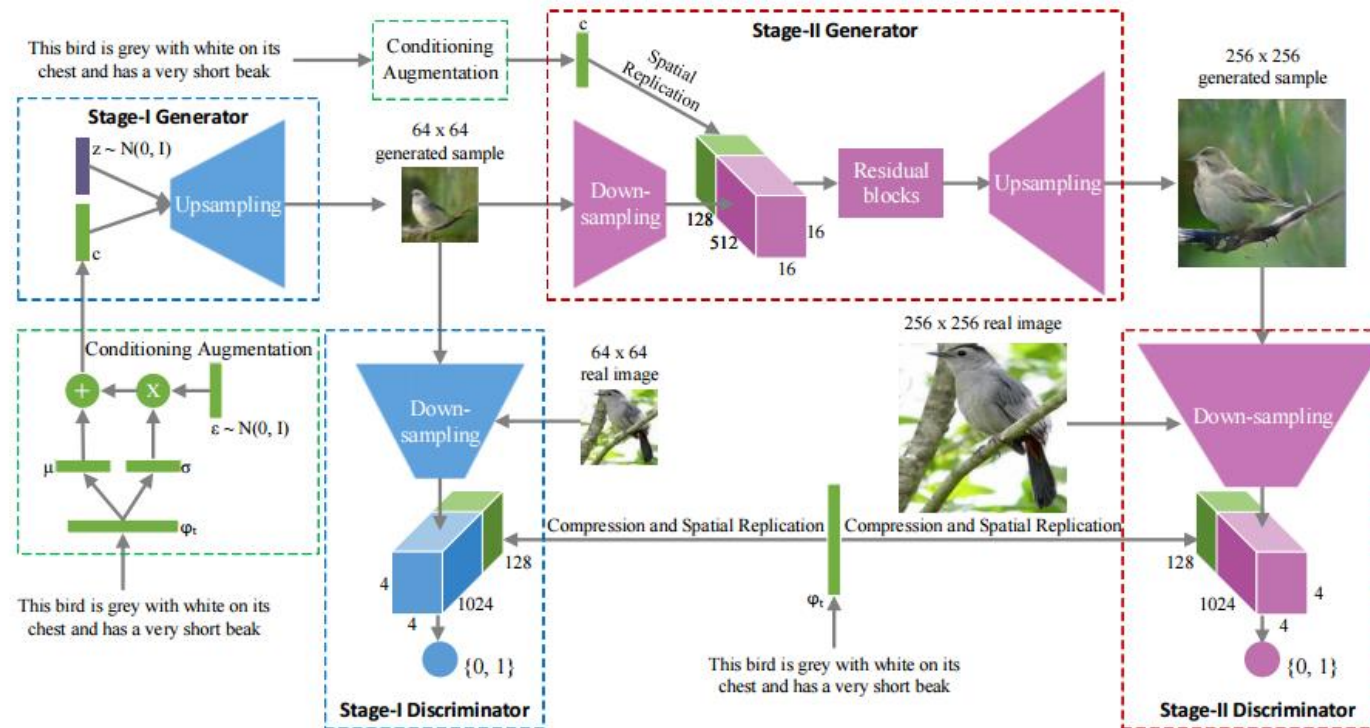 This bird is grey with white on its
chest and has a very short beak
Conditioning
Augmentation
c
Stage-II Generator
Spatial
Replication
256 x 256
generated sample
Stage-I Generator
z ~ N(0, I)
c
Upsampling
64 x 64
generated sample
Down-
sampling
128
512
16
16
Residual
blocks
Upsampling
Conditioning Augmentation
+
X
ε ~ N(0, I)
μ
σ
φt
This bird is grey with white on its
chest and has a very short beak
64 x 64
real image
Down-
sampling
4
4
1024
128
{0, 1}
Stage-I Discriminator
Compression and Spatial Replication
φt
This bird is grey with white on its
chest and has a very short beak
256 x 256 real image
Compression and Spatial Replication
Down-sampling
128
1024
4
4
{0, 1}
Stage-II Discriminator